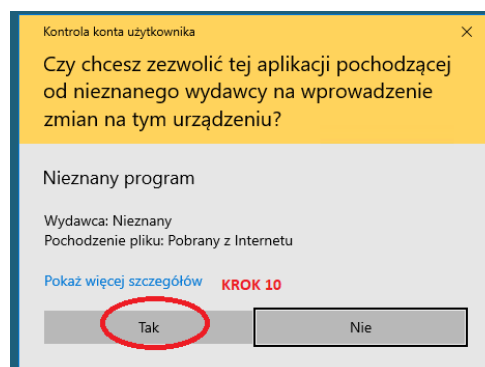 Kontrola konta użytkownika
Czy chcesz zezwolić tej aplikacji pochodzącej
od nieznanego wydawcy na wprowadzenie
zmian na tym urządzeniu?
Nieznany program
Wydawca: Nieznany
Pochodzenie pliku: Pobrany z Internetu
Pokaż więcej szczegółów KROK 10
Tak Nie